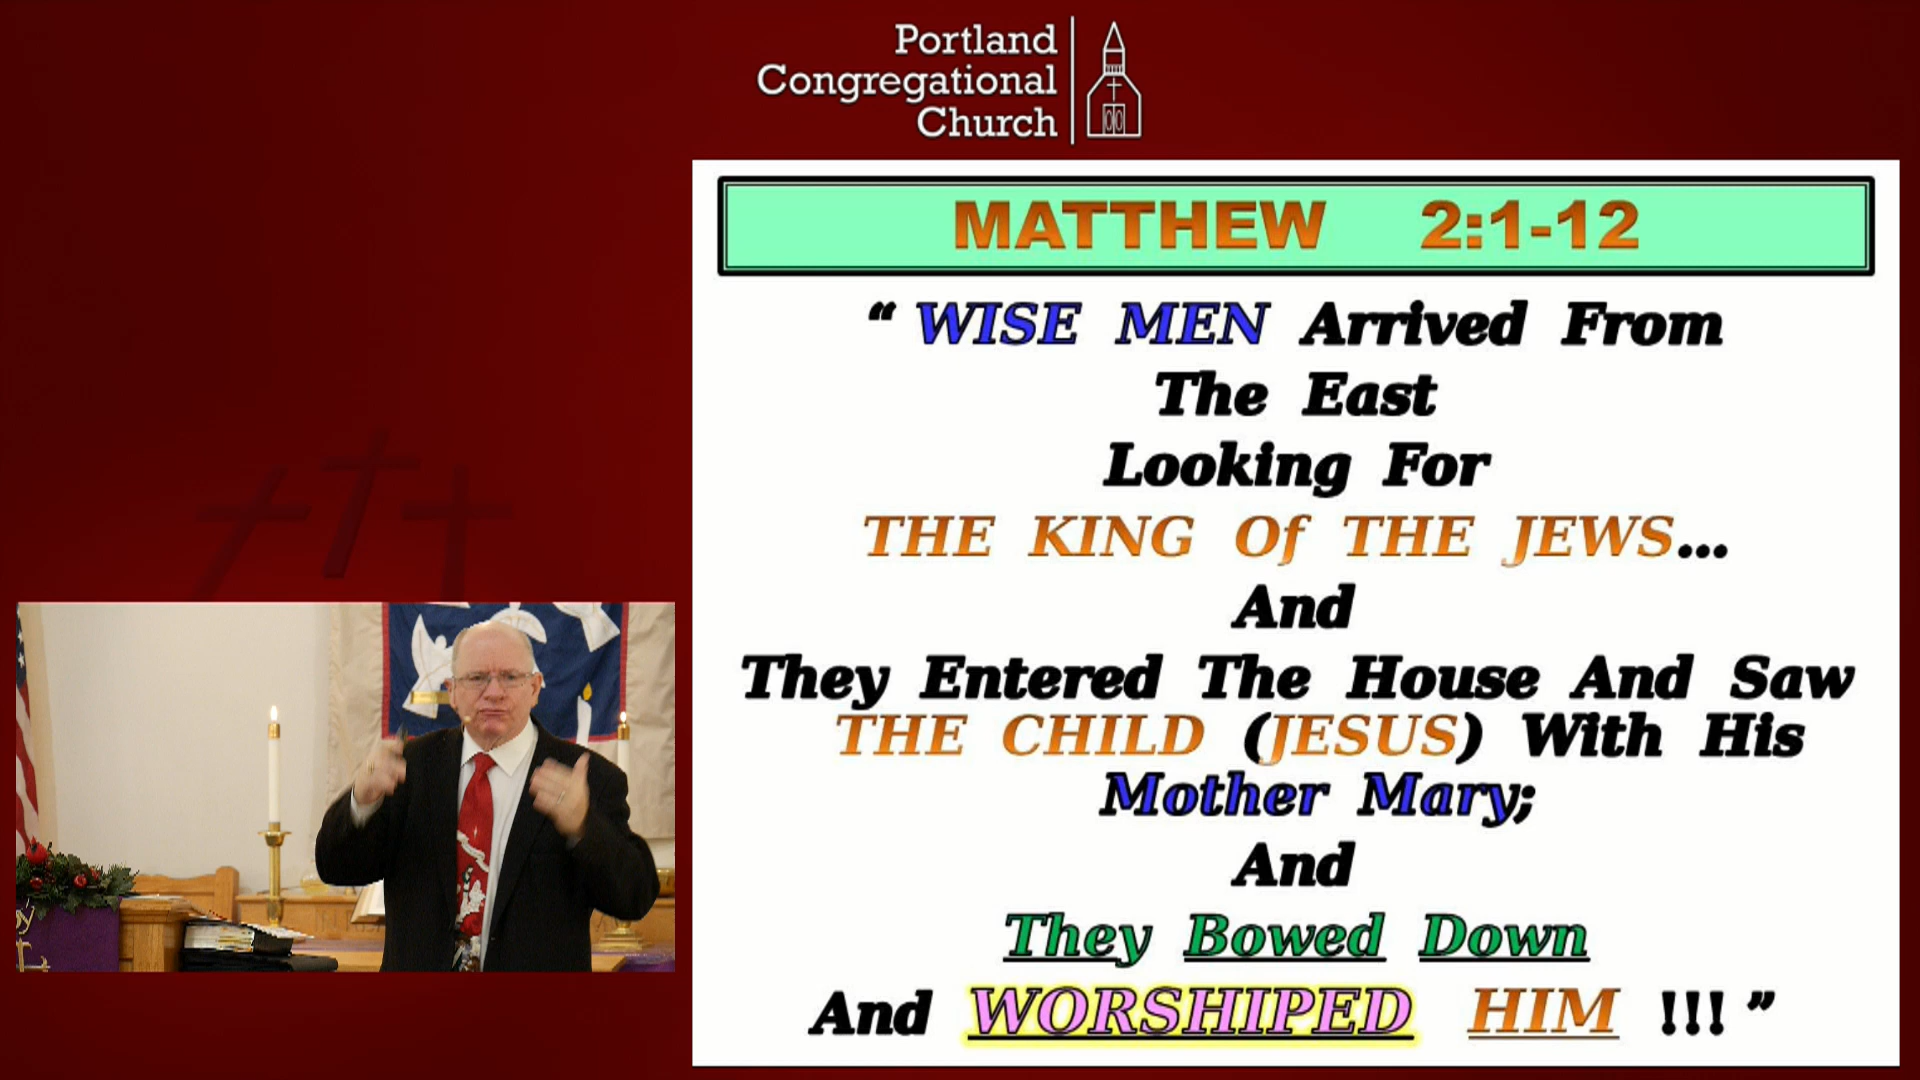 Portland
Congregational
Church
MATTHEW 2:1-12
“ WISE MEN Arrived From
The East
Looking For
THE KING Of THE JEWS...
And
They Entered The House And Saw
THE CHILD (JESUS) With His
Mother Mary;
And
They Bowed Down
And WORSHIPED HIM !!! ”